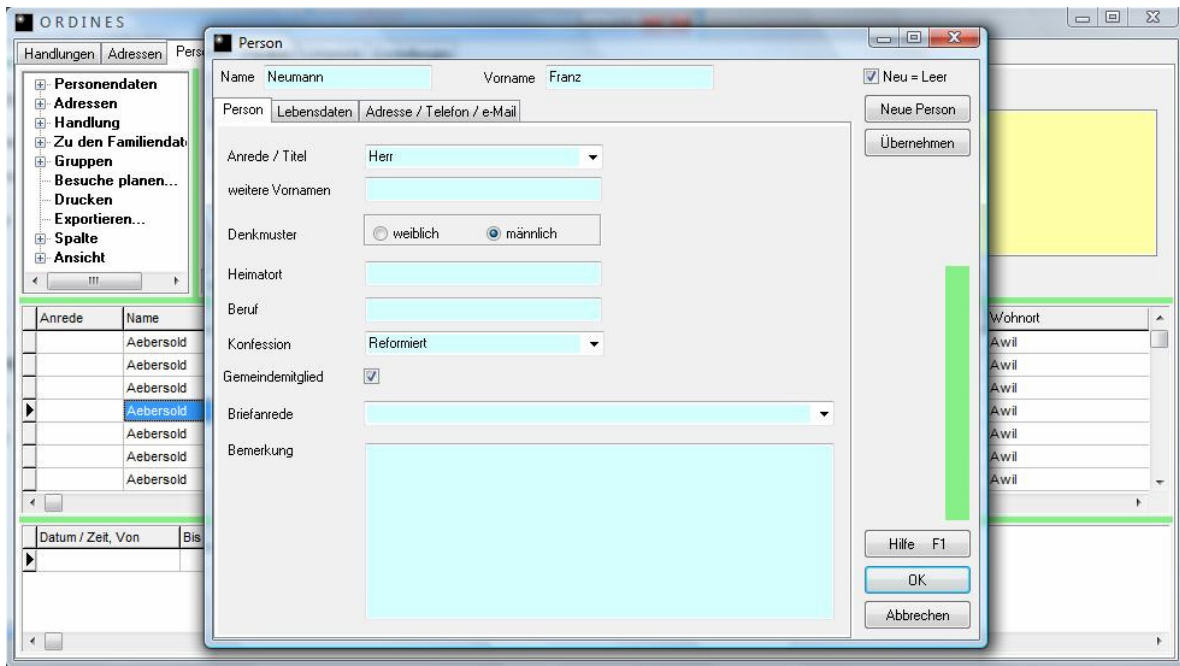 ORDINES
Handlungen Adressen Pers
Personendaten
Adressen
Handlung
Zu den Familiendat
Gruppen
Besuche planen...
Drucken
Exportieren...
Spalte
Ansicht
Anrede Name Wohnort
Aebersold Awil
Aebersold Awil
Aebersold Awil
Aebersold Awil
Aebersold Awil
Aebersold Awil
Aebersold Awil
Datum / Zeit, Von Bis
Person
Name Neumann Vorname Franz
Neu = Leer
Person Lebensdaten Adresse / Telefon / e-Mail
Neue Person
Übernehmen
Anrede / Titel Herr
weitere Vornamen
Denkmuster weiblich männlich
Heimatort
Beruf
Konfession Reformiert
Gemeindemitglied
Briefanrede
Bemerkung
Hilfe F1
OK
Abbrechen